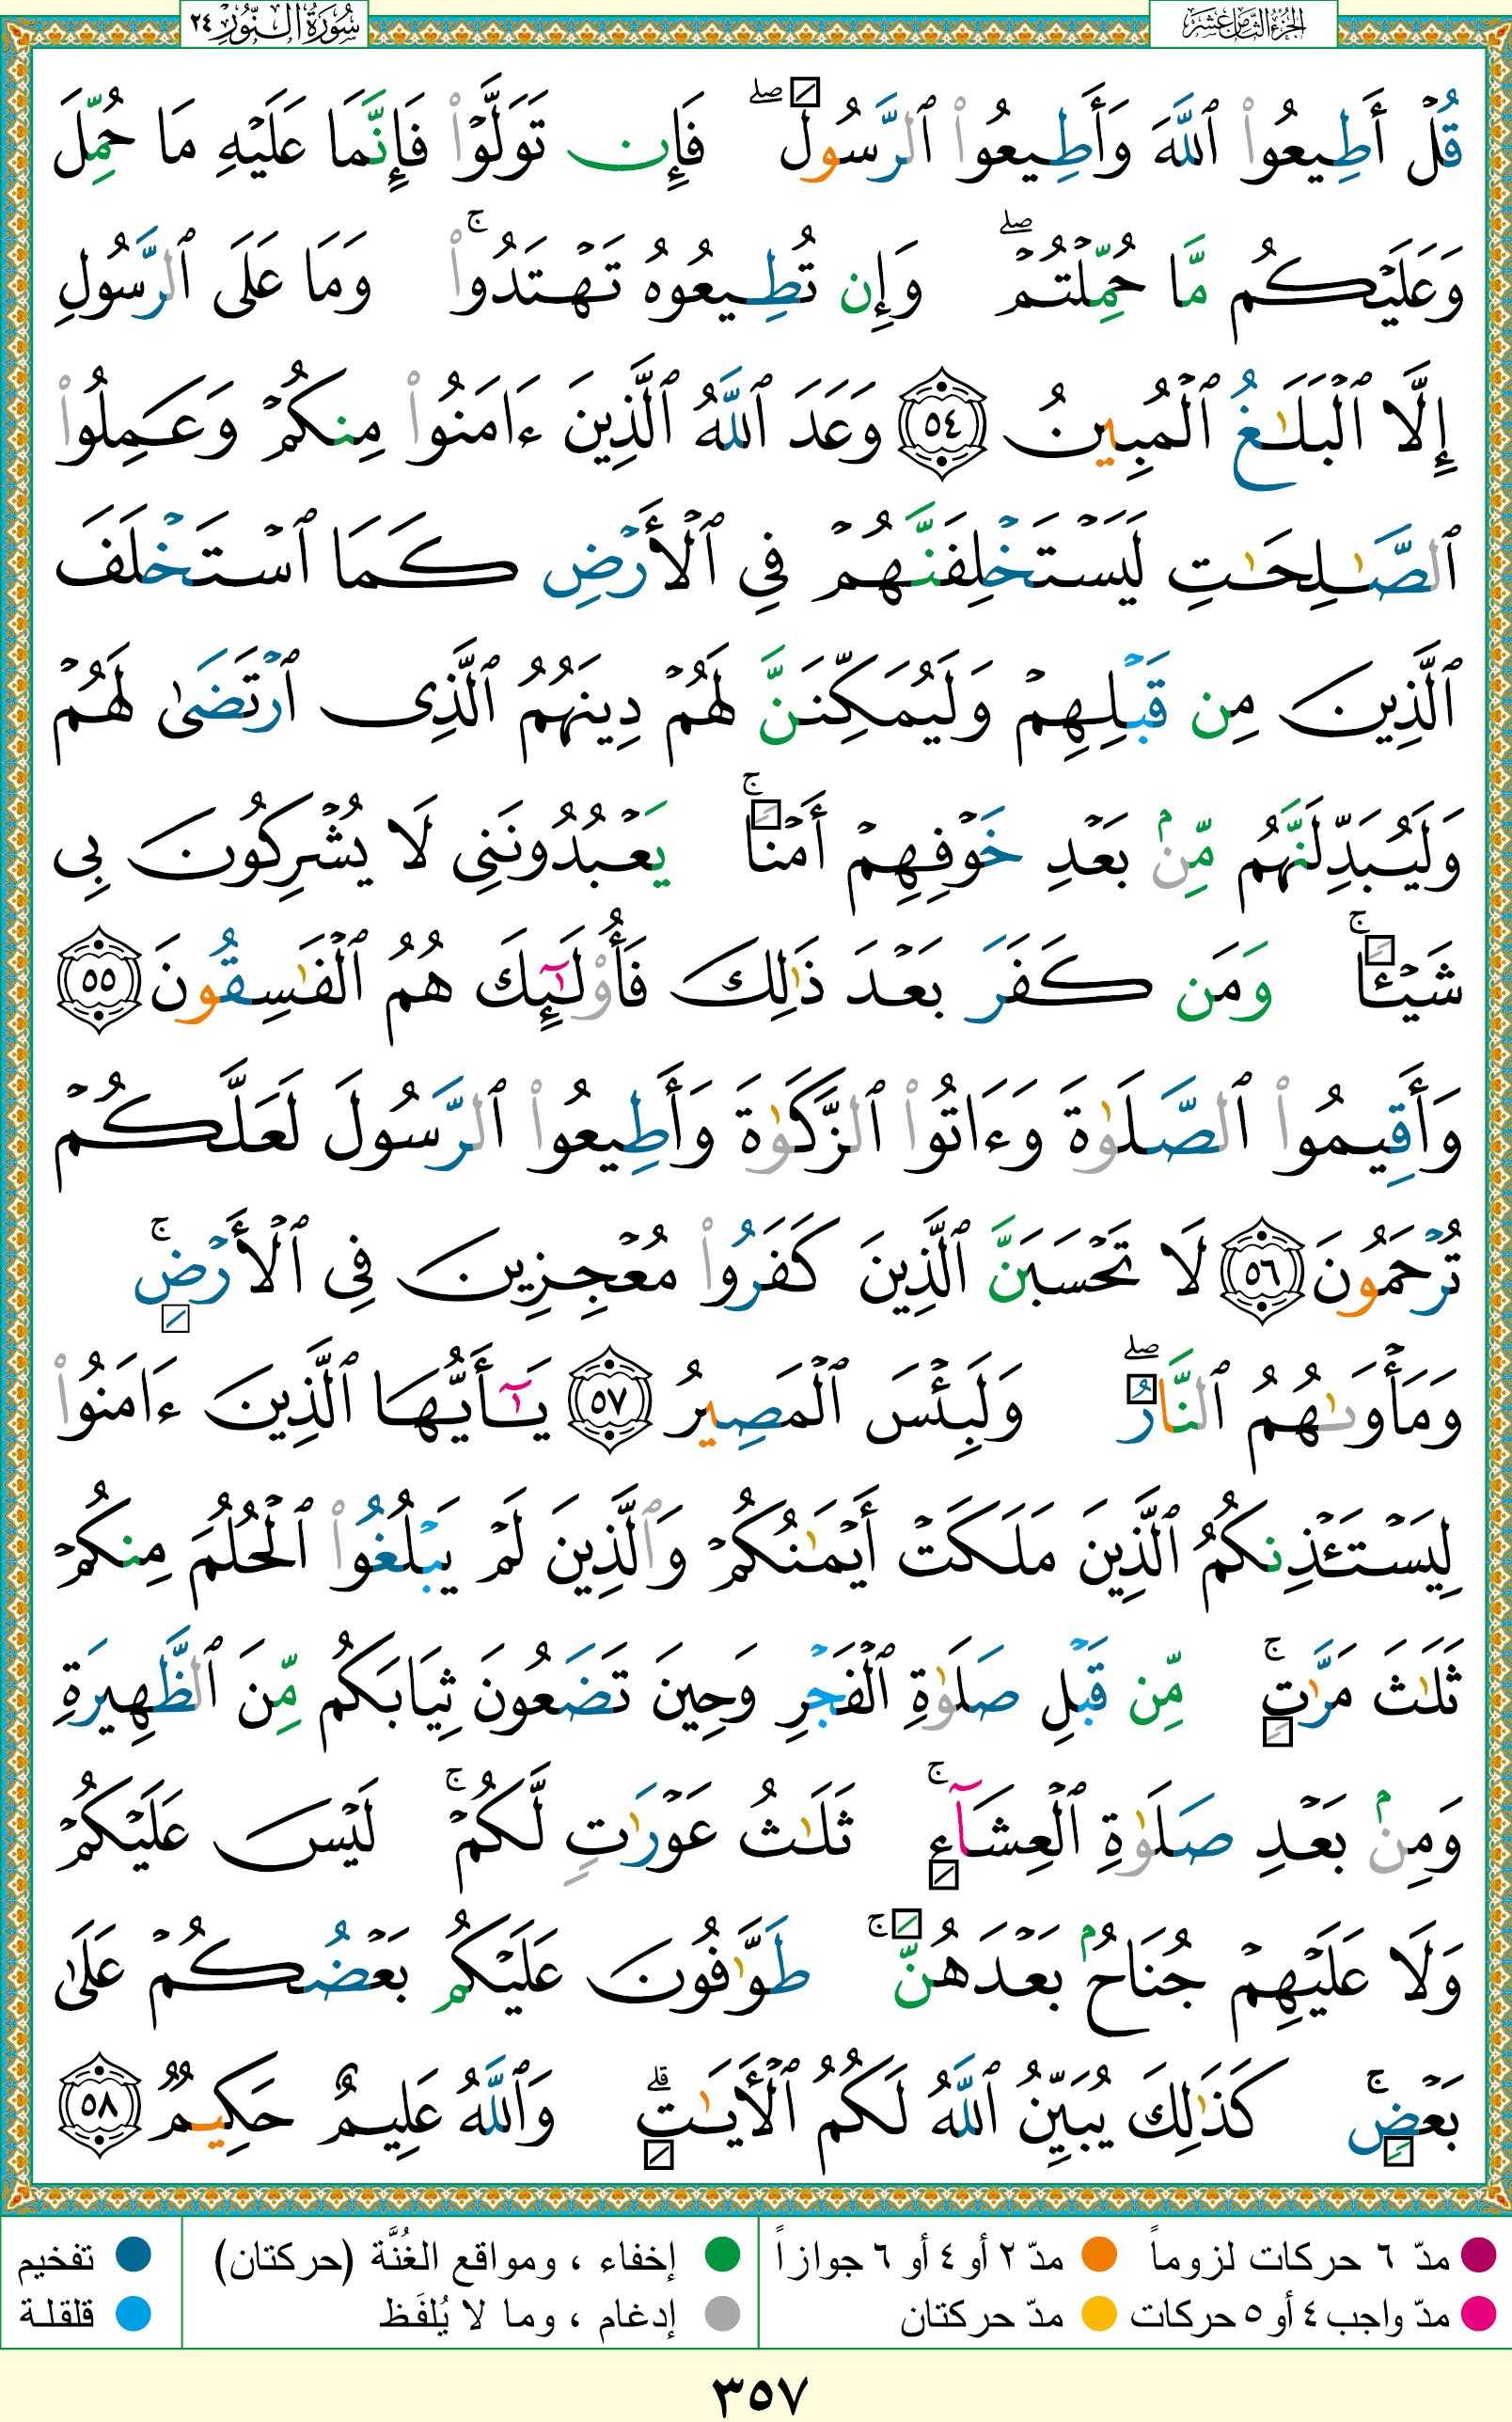 الجزء الثامن عشر
سورة النور ٢٤
قُلْ أَطِيعُوا۟ ٱللَّهَ وَأَطِيعُوا۟ ٱلرَّسُولَ ۖ فَإِن تَوَلَّوْا۟ فَإِنَّمَا عَلَيْهِ مَا حُمِّلَ
وَعَلَيْكُم مَّا حُمِّلْتُمْ ۖ وَإِن تُطِيعُوهُ تَهْتَدُوا۟ ۚ وَمَا عَلَى ٱلرَّسُولِ
إِلَّا ٱلْبَلَـٰغُ ٱلْمُبِينُ ٥٤ وَعَدَ ٱللَّهُ ٱلَّذِينَ ءَامَنُوا۟ مِنكُمْ وَعَمِلُوا۟
ٱلصَّـٰلِحَـٰتِ لَيَسْتَخْلِفَنَّهُمْ فِى ٱلْأَرْضِ كَمَا ٱسْتَخْلَفَ
ٱلَّذِينَ مِن قَبْلِهِمْ وَلَيُمَكِّنَنَّ لَهُمْ دِينَهُمُ ٱلَّذِى ٱرْتَضَىٰ لَهُمْ
وَلَيُبَدِّلَنَّهُم مِّنۢ بَعْدِ خَوْفِهِمْ أَمْنًا ۚ يَعْبُدُونَنِى لَا يُشْرِكُونَ بِى
شَيْـًٔا ۚ وَمَن كَفَرَ بَعْدَ ذَٰلِكَ فَأُو۟لَـٰٓئِكَ هُمُ ٱلْفَـٰسِقُونَ ٥٥
وَأَقِيمُوا۟ ٱلصَّلَوٰةَ وَءَاتُوا۟ ٱلزَّكَوٰةَ وَأَطِيعُوا۟ ٱلرَّسُولَ لَعَلَّكُمْ
تُرْحَمُونَ ٥٦ لَا تَحْسَبَنَّ ٱلَّذِينَ كَفَرُوا۟ مُعْجِزِينَ فِى ٱلْأَرْضِ ۚ
وَمَأْوَىٰهُمُ ٱلنَّارُ ۖ وَلَبِئْسَ ٱلْمَصِيرُ ٥٧ يَـٰٓأَيُّهَا ٱلَّذِينَ ءَامَنُوا۟
لِيَسْتَـْٔذِنكُمُ ٱلَّذِينَ مَلَكَتْ أَيْمَـٰنُكُمْ وَٱلَّذِينَ لَمْ يَبْلُغُوا۟ ٱلْحُلُمَ مِنكُمْ
ثَلَـٰثَ مَرَّٰتٍ ۚ مِّن قَبْلِ صَلَوٰةِ ٱلْفَجْرِ وَحِينَ تَضَعُونَ ثِيَابَكُم مِّنَ ٱلظَّهِيرَةِ
وَمِنۢ بَعْدِ صَلَوٰةِ ٱلْعِشَآءِ ۚ ثَلَـٰثُ عَوْرَٰتٍ لَّكُمْ ۚ لَيْسَ عَلَيْكُمْ
وَلَا عَلَيْهِمْ جُنَاحٌۢ بَعْدَهُنَّ ۚ طَوَّٰفُونَ عَلَيْكُم بَعْضُكُمْ عَلَىٰ
بَعْضٍ ۚ كَذَٰلِكَ يُبَيِّنُ ٱللَّهُ لَكُمُ ٱلْـَٔايَـٰتِ ۗ وَٱللَّهُ عَلِيمٌ حَكِيمٌ ٥٨
مدّ ٦ حركات لزوماً مدّ ٢ أو ٤ أو ٦ جوازاً إخفاء ، ومواقع الغُنَّة (حركتان) تفخيم
مدّ واجب ٤ أو ٥ حركات مدّ حركتان إدغام ، وما لا يُلفَظ قلقلة
٣٥٧